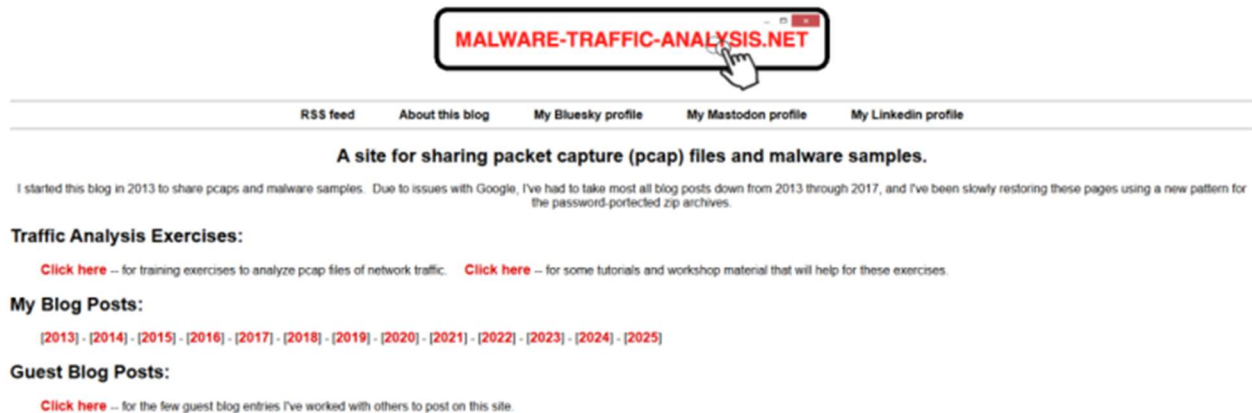 MALWARE-TRAFFIC-ANALYSIS.NET
RSS feed About this blog My Bluesky profile My Mastodon profile My Linkedin profile
A site for sharing packet capture (pcap) files and malware samples.
I started this blog in 2013 to share pcaps and malware samples. Due to issues with Google, I've had to take most all blog posts down from 2013 through 2017, and I've been slowly restoring these pages using a new pattern for
the password-portected zip archives.
Traffic Analysis Exercises:
Click here -- for training exercises to analyze pcap files of network traffic. Click here -- for some tutorials and workshop material that will help for these exercises.
My Blog Posts:
[2013] - [2014] - [2015] - [2016] - [2017] - [2018] - [2019] - [2020] - [2021] - [2022] - [2023] - [2024] - [2025]
Guest Blog Posts:
Click here -- for the few guest blog entries I've worked with others to post on this site.